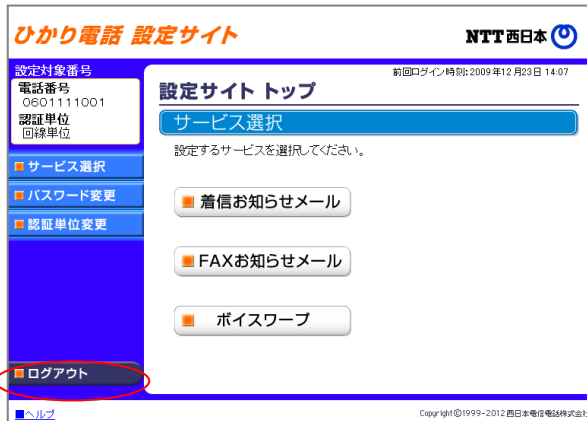 ひかり電話 設定サイト
NTT西日本
設定対象番号
電話番号
0601111001
認証単位
回線単位
サービス選択
パスワード変更
認証単位変更
ログアウト
前回ログイン時刻:2009年12月23日 14:07
設定サイト トップ
サービス選択
設定するサービスを選択してください。
着信お知らせメール
FAXお知らせメール
ボイスワープ
ヘルプ
Copyright©1999-2012 西日本電信電話株式会社